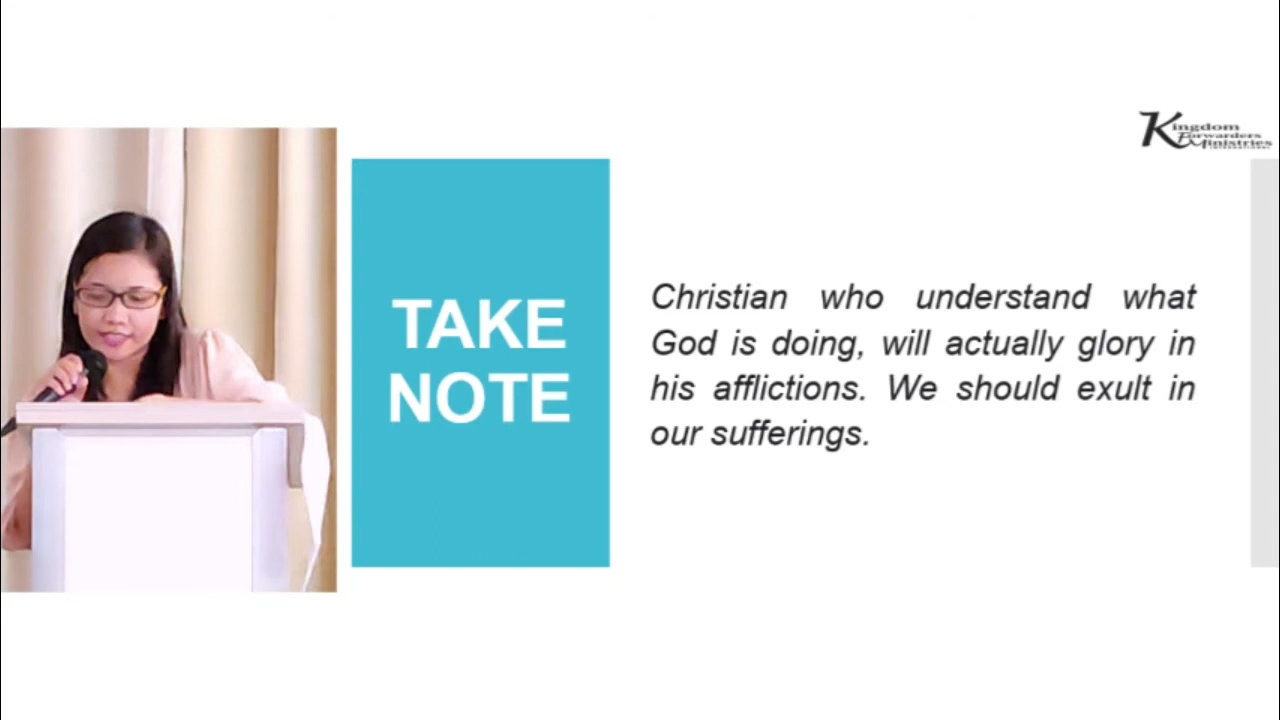 Kingdom
Forwarders
Ministries
INTERNATIONAL
TAKE
NOTE
Christian who understand what
God is doing, will actually glory in
his afflictions. We should exult in
our sufferings.